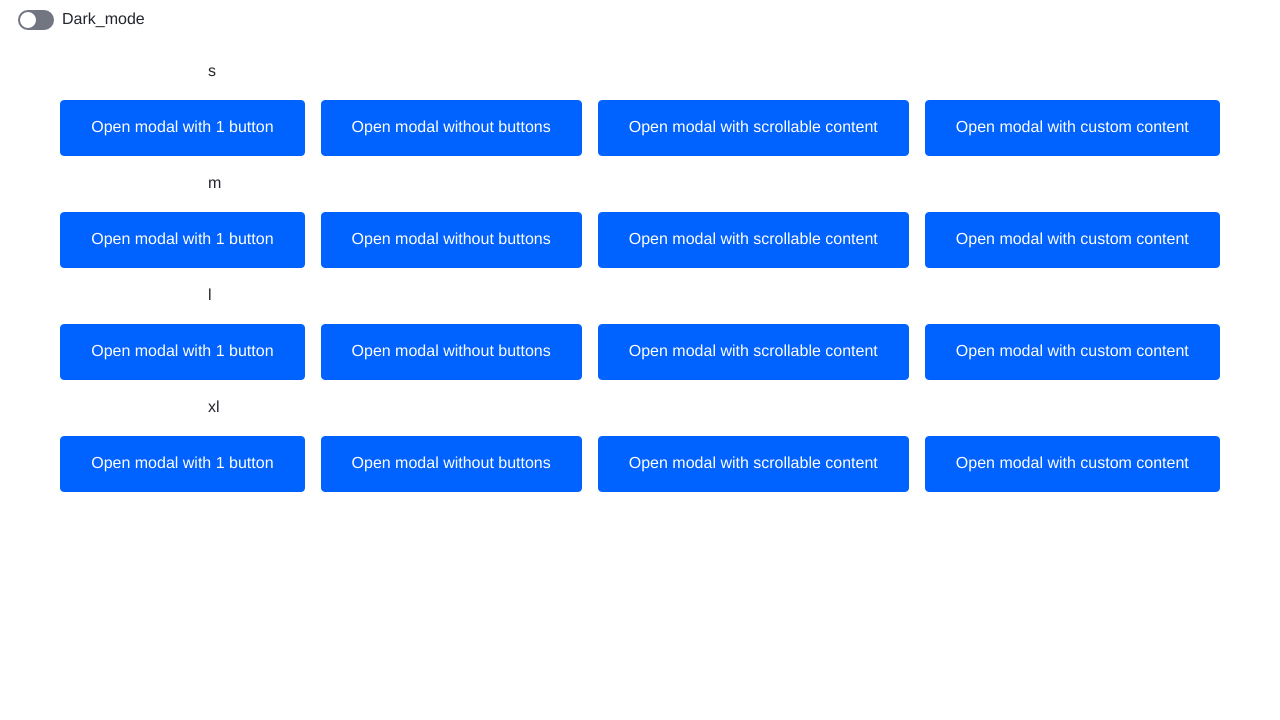 Dark_mode
s
Open modal with 1 button Open modal without buttons Open modal with scrollable content Open modal with custom content
m
Open modal with 1 button Open modal without buttons Open modal with scrollable content Open modal with custom content
l
Open modal with 1 button Open modal without buttons Open modal with scrollable content Open modal with custom content
xl
Open modal with 1 button Open modal without buttons Open modal with scrollable content Open modal with custom content